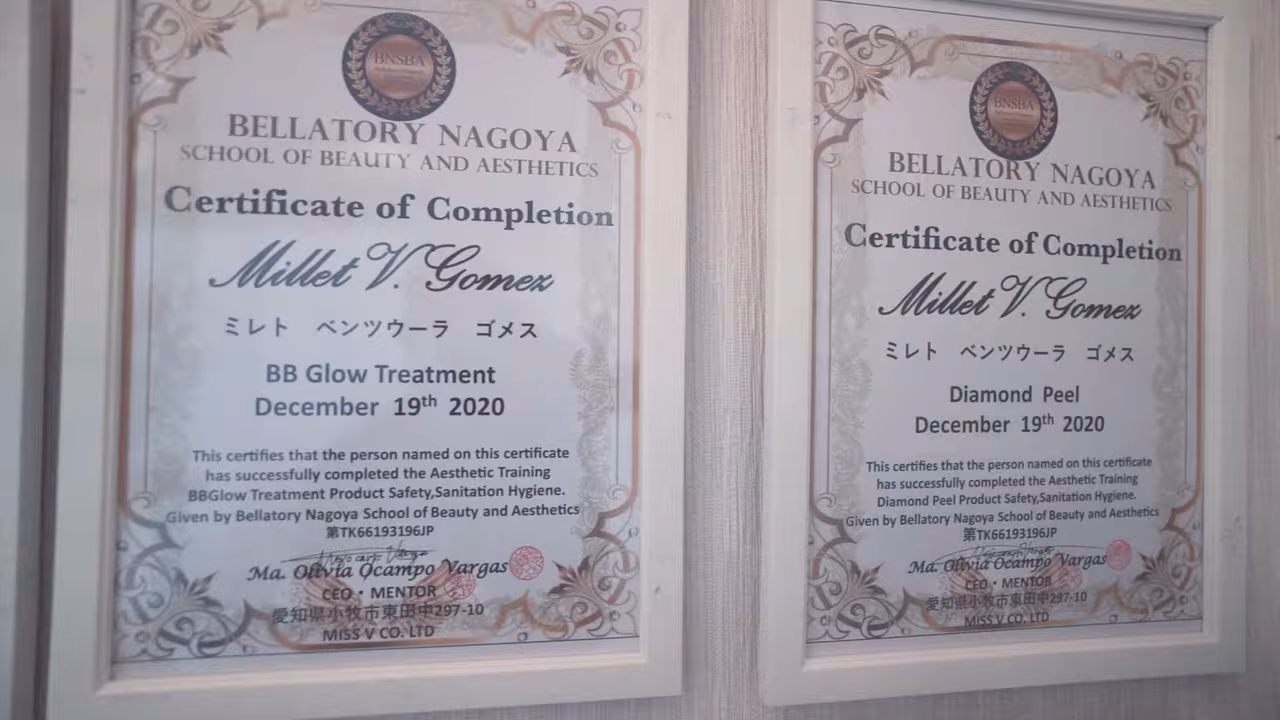 BNSBA
BELLATORY NAGOYA
SCHOOL OF BEAUTY AND AESTHETICS
Certificate of Completion
Millet V. Gomez
ミレト ベンツウーラ ゴメス
BB Glow Treatment
December 19th 2020
This certifies that the person named on this certificate
has successfully completed the Aesthetic Training
BBGlow Treatment Product Safety,Sanitation Hygiene.
Given by Bellatory Nagoya School of Beauty and Aesthetics
第TK66193196JP
Ma. Olivia Ocampo Vargas
CEO・MENTOR
愛知県小牧市東田中297-10
MISS V CO. LTD
BNSBA
BELLATORY NAGOYA
SCHOOL OF BEAUTY AND AESTHETICS
Certificate of Completion
Millet V. Gomez
ミレト ベンツウーラ ゴメス
Diamond Peel
December 19th 2020
This certifies that the person named on this certificate
has successfully completed the Aesthetic Training
Diamond Peel Product Safety,Sanitation Hygiene.
Given by Bellatory Nagoya School of Beauty and Aesthetics
第TK66193196JP
Ma. Olivia Ocampo Vargas
CEO・MENTOR
愛知県小牧市東田中297-10
MISS V CO. LTD